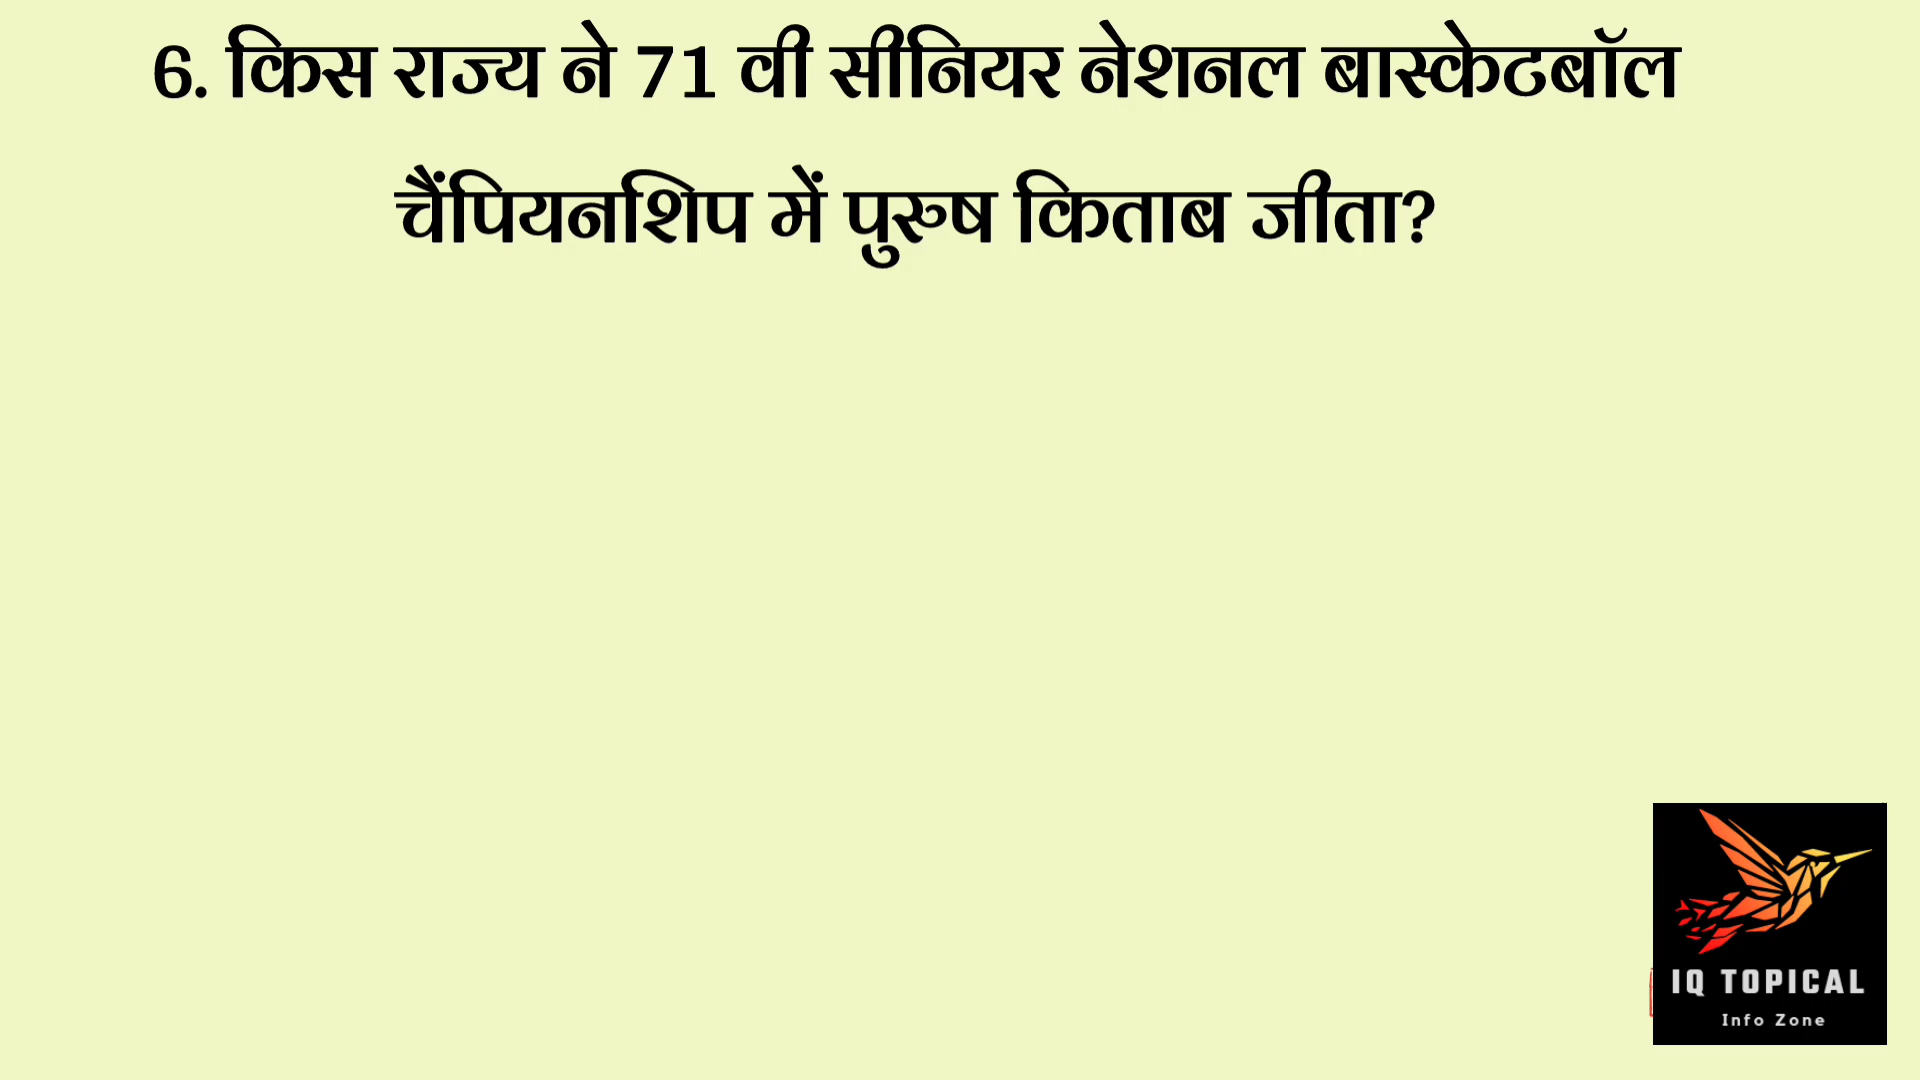 6. किस राज्य ने 71 वी सीनियर नेशनल बास्केटबॉल
चैंपियनशिप में पुरुष किताब जीता?
IQ TOPICAL
Info Zone